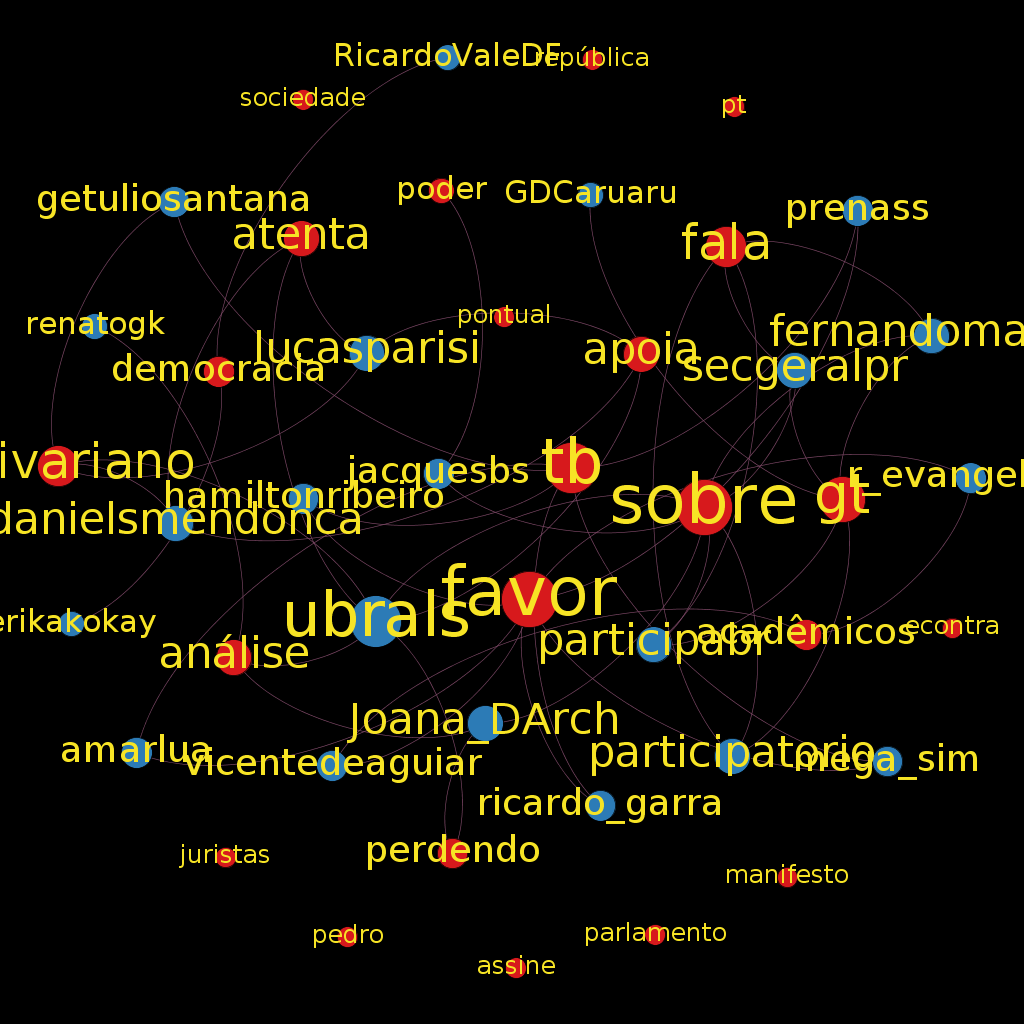 RicardoValeDF
república
sociedade
pt
poder
GDCaruaru
getuliosantana
prenass
atenta
fala
pontual
renatogk
fernandoma
lucasparisi
apoia
democracia
secgeralpr
ivariano
tb
jacquesbs
r_evangel
hamiltonribeiro
sobre
gt
danielsmendonca
favor
ubrals
erikakokay
econtra
acadêmicos
participabr
análise
Joana_DArch
amarlua
vicentedeaguiar
participatorio
mega_sim
ricardo_garra
perdendo
juristas
manifesto
pedro
parlamento
assine